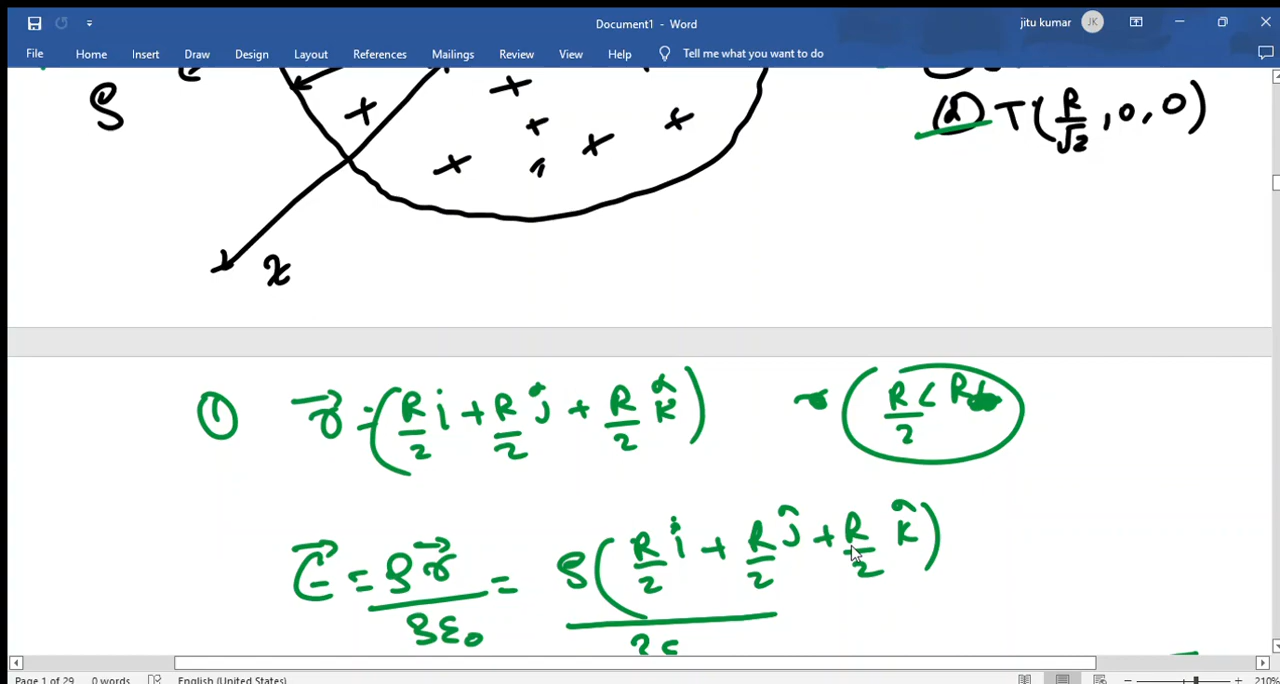 Document1 - Word
jitu kumar JK
File Home Insert Draw Design Layout References Mailings Review View Help Tell me what you want to do
ρ
(d) T(R/√2, 0, 0)
x
① r⃗ = (R/2 i + R/2 ĵ + R/2 k̂) r (R/2 < R)
E⃗ = ρr⃗/3ε₀ = ρ(R/2 î + R/2 ĵ + R/2 k̂)
Page 1 of 29 0 words English (United States) 210%